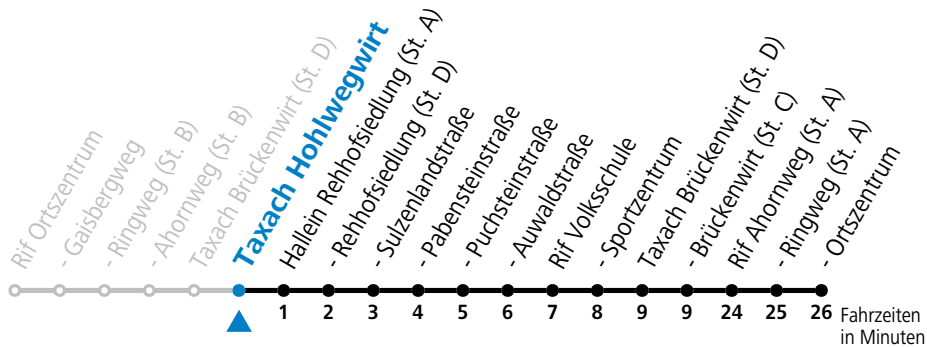 Rif Ortszentrum
- Gaisbergweg
- Ringweg (St. B)
- Ahornweg (St. B)
Taxach Brückenwirt (St. D)
Taxach Hohlwegwirt
Hallein Rehhofsiedlung (St. A)
- Rehhofsiedlung (St. D)
- Sulzenlandstraße
- Pabensteinstraße
- Puchsteinstraße
- Auwaldstraße
Rif Volksschule
- Sportzentrum
Taxach Brückenwirt (St. D)
- Brückenwirt (St. C)
Rif Ahornweg (St. A)
- Ringweg (St. A)
- Ortszentrum
1 2 3 4 5 6 7 8 9 9 24 25 26 Fahrzeiten
in Minuten